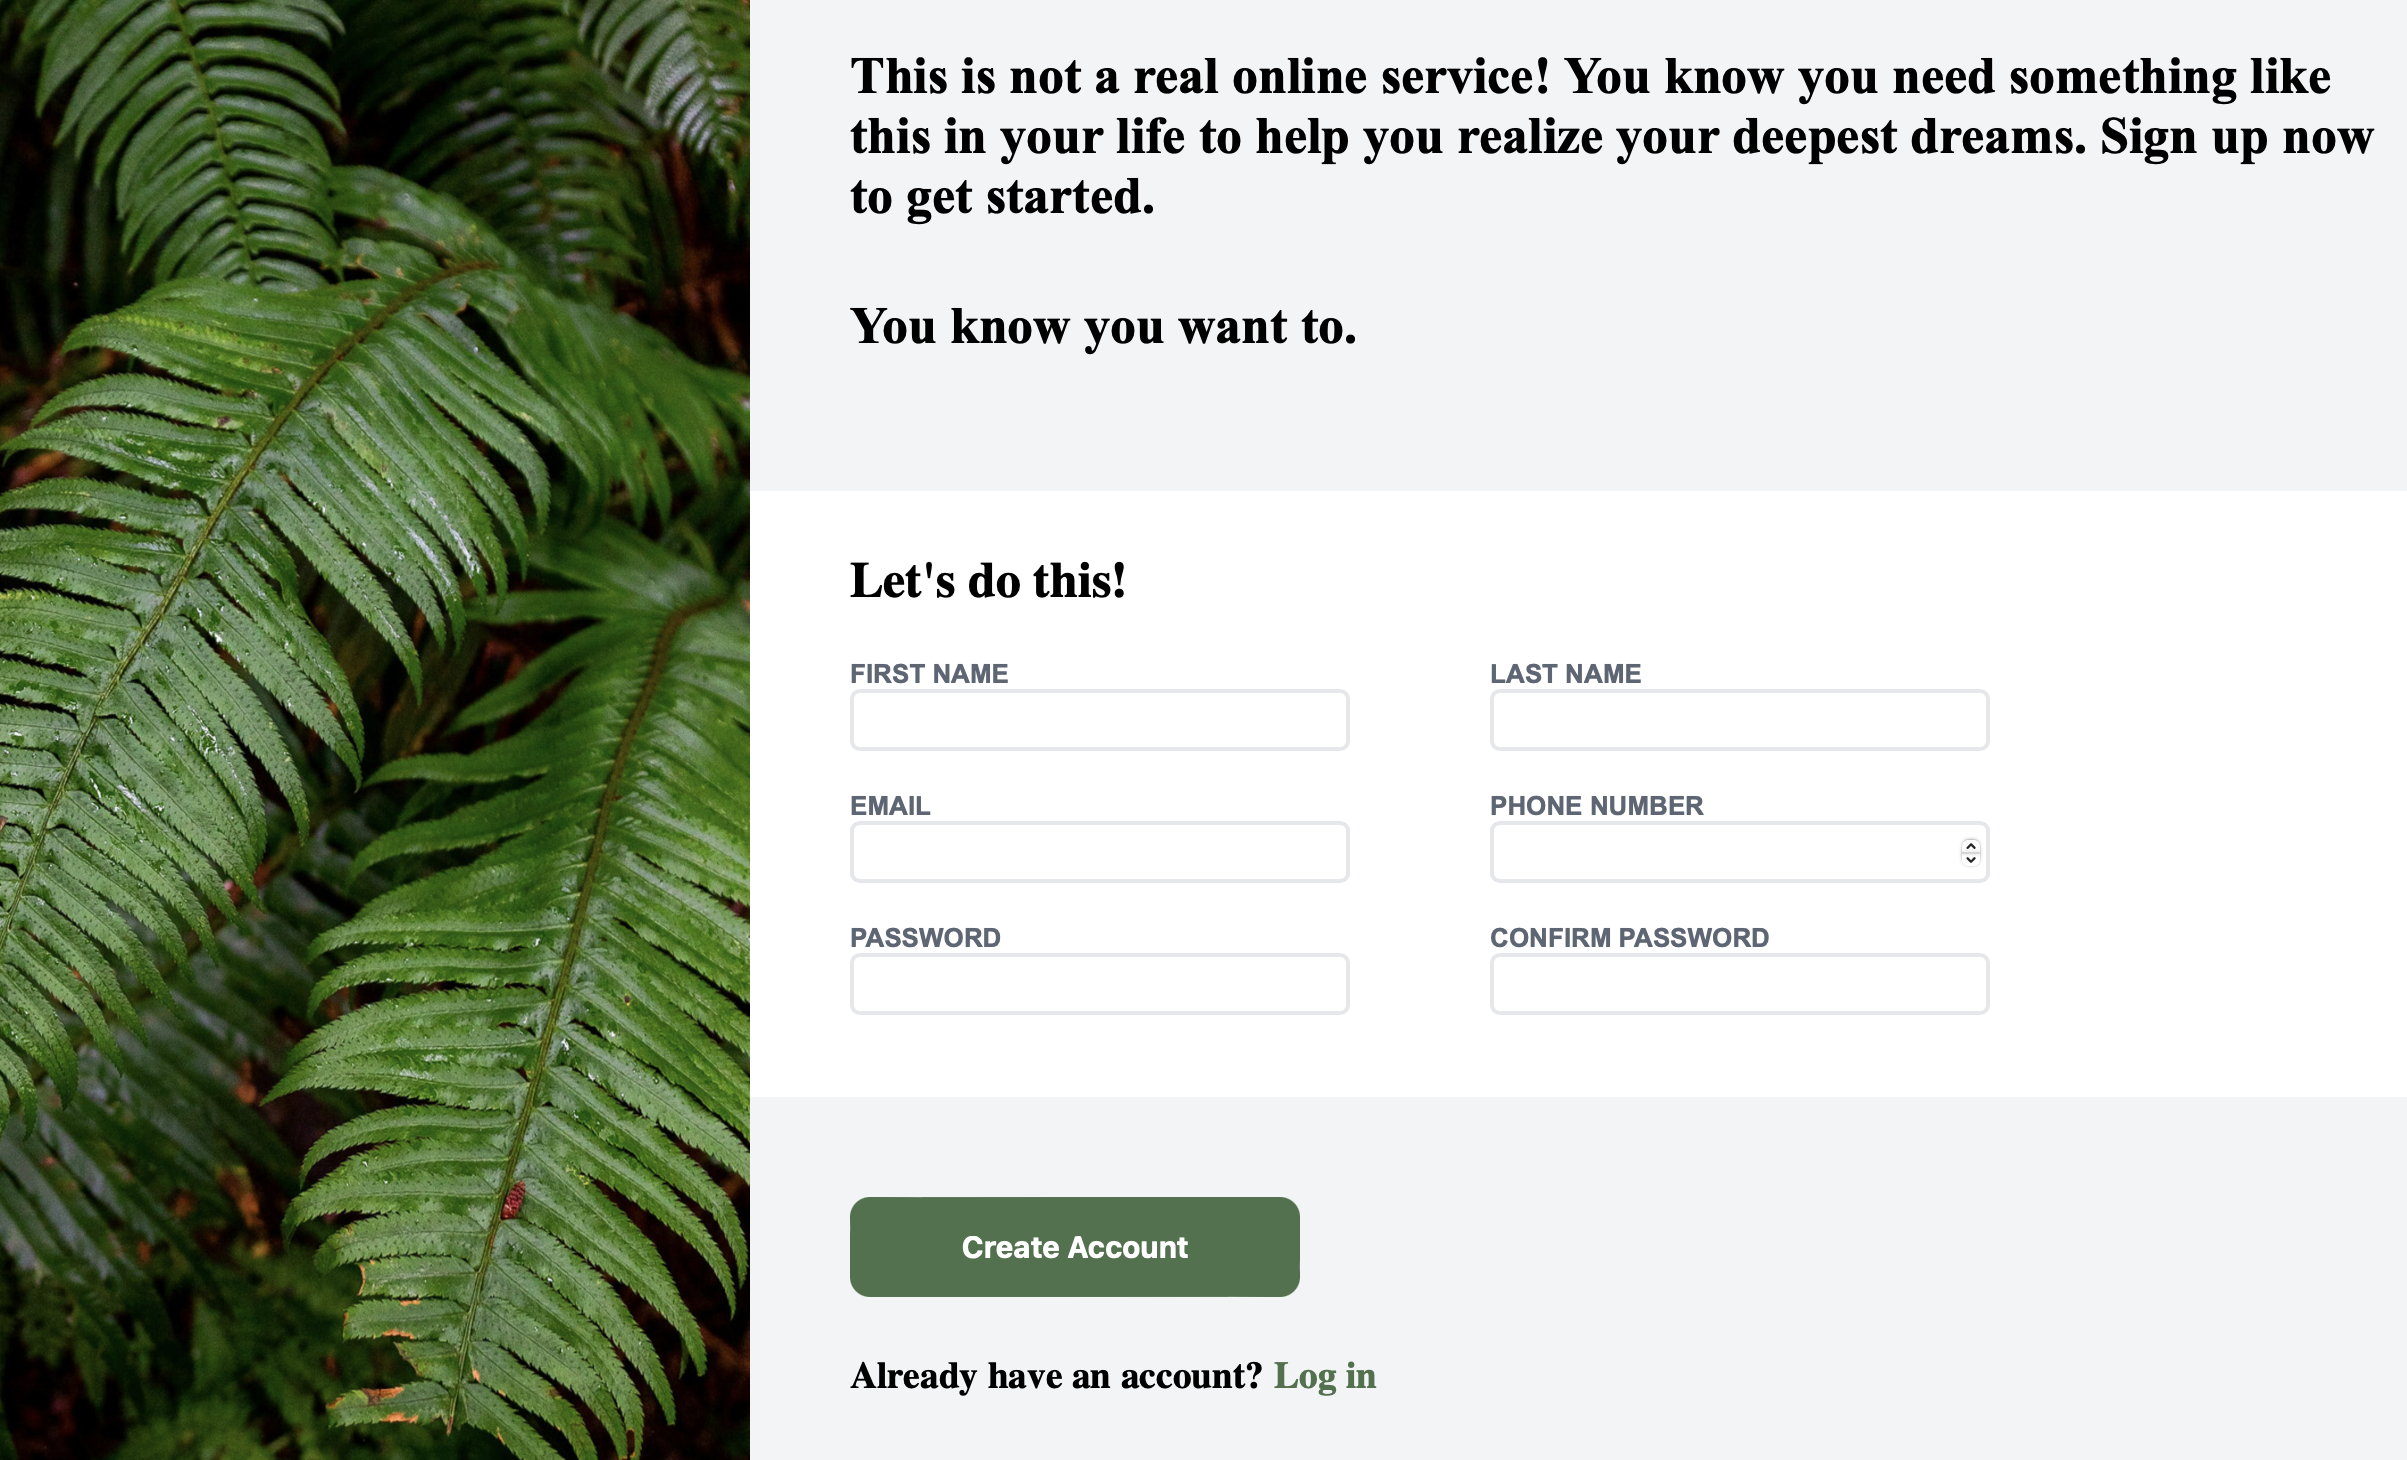 This is not a real online service! You know you need something like
this in your life to help you realize your deepest dreams. Sign up now
to get started.
You know you want to.
Let's do this!
FIRST NAME
LAST NAME
EMAIL
PHONE NUMBER
PASSWORD
CONFIRM PASSWORD
Create Account
Already have an account? Log in